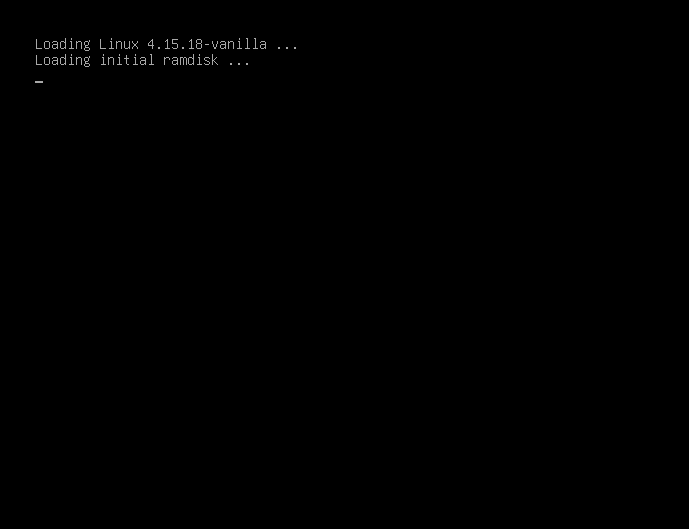 Loading Linux 4.15.18-vanilla ...
Loading initial ramdisk ...